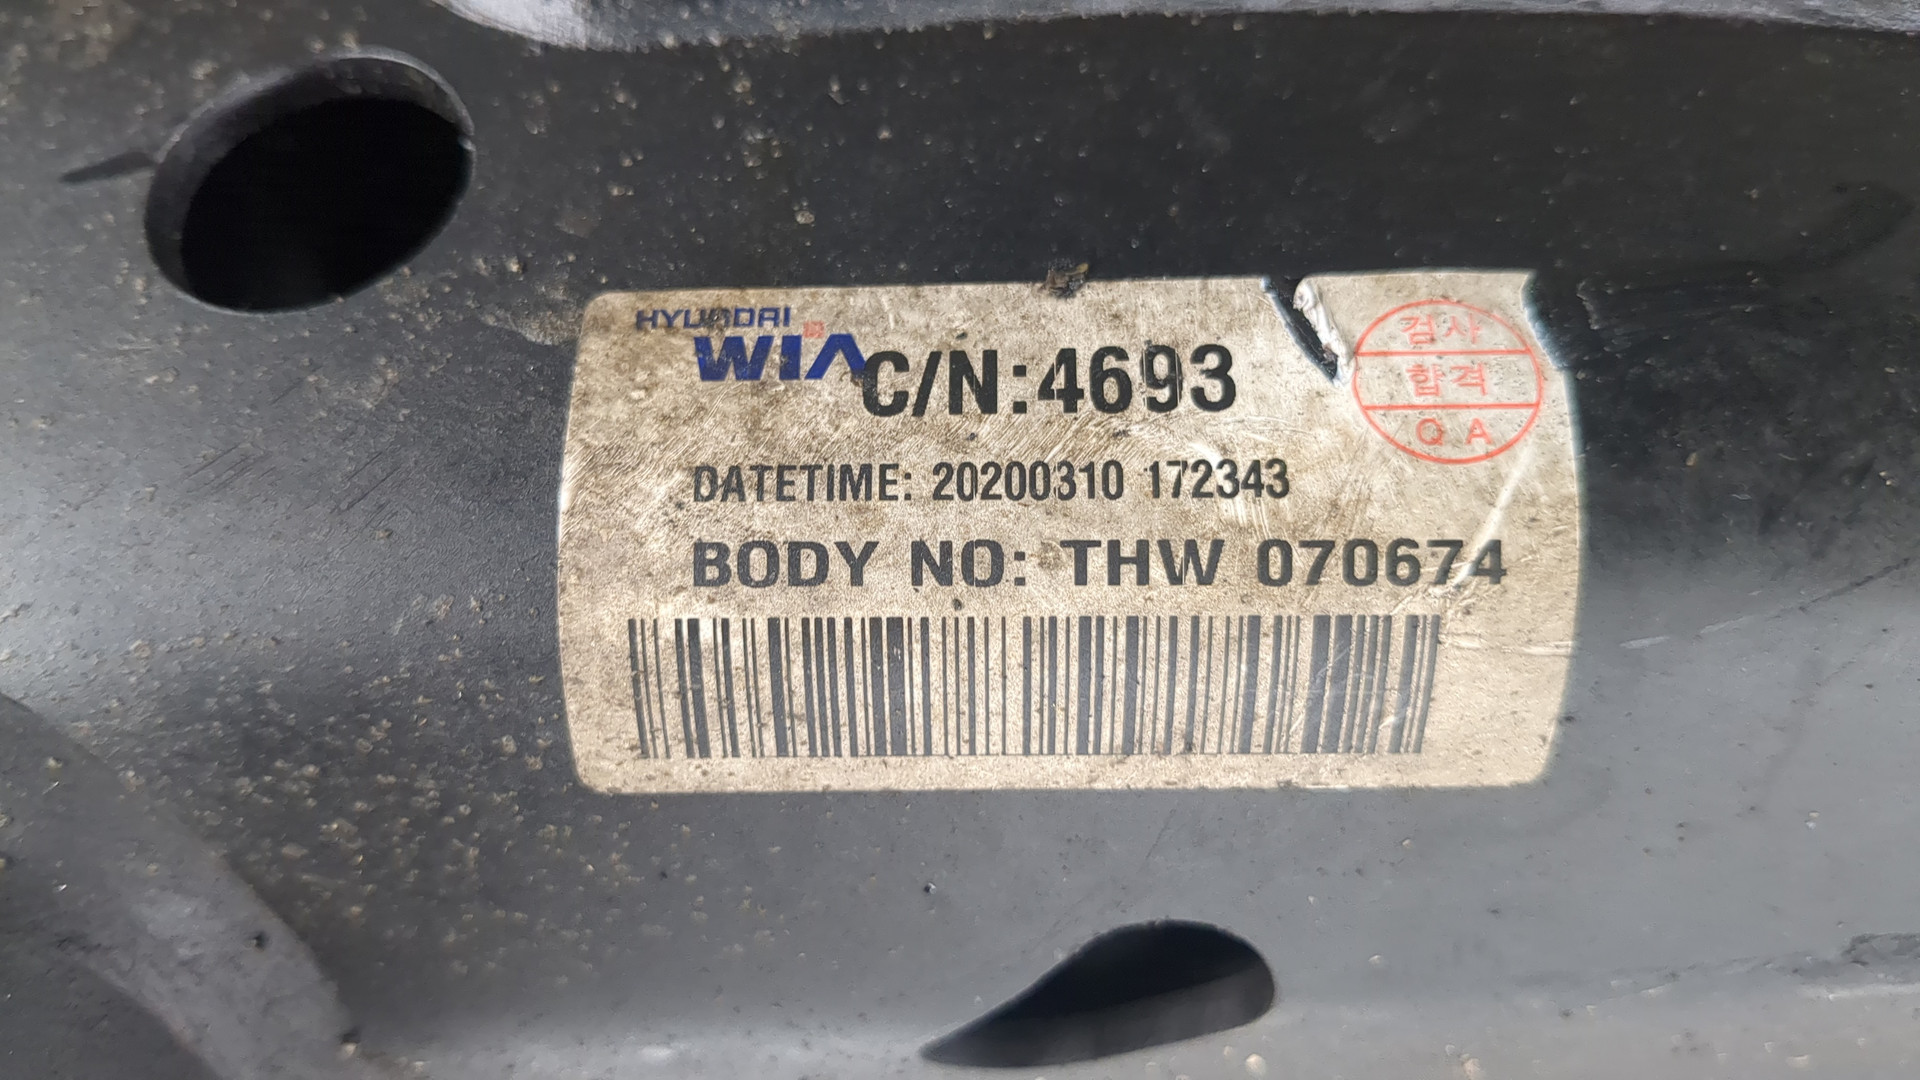 HYUNDAI
WIA
C/N:4693
검사
합격
Q A
DATETIME: 20200310 172343
BODY NO: THW 070674